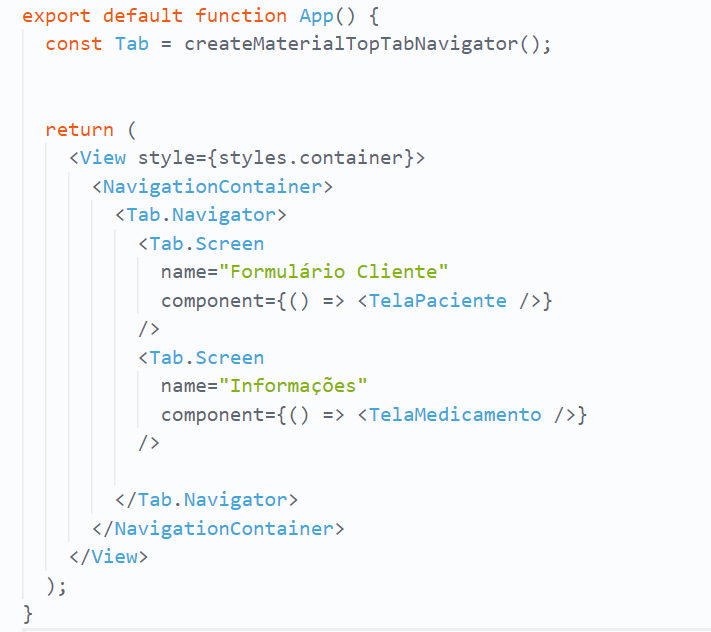 export default function App() {
  const Tab = createMaterialTopTabNavigator();
  return (
    <View style={styles.container}>
      <NavigationContainer>
        <Tab.Navigator>
          <Tab.Screen
            name="Formulário Cliente"
            component={() => <TelaPaciente />}
          />
          <Tab.Screen
            name="Informações"
            component={() => <TelaMedicamento />}
          />
        </Tab.Navigator>
      </NavigationContainer>
    </View>
  );
}